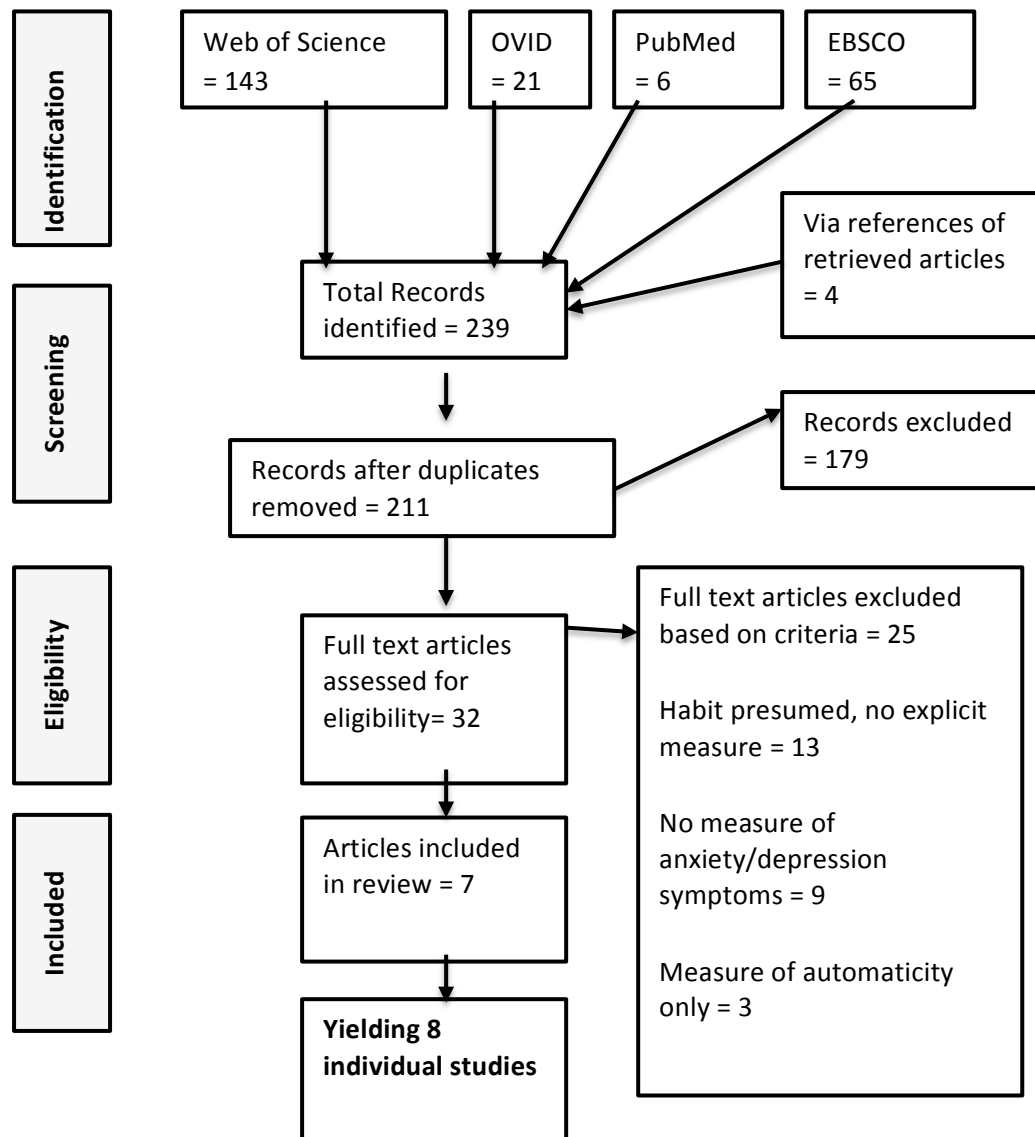 Identification
Web of Science
= 143
OVID
= 21
PubMed
= 6
EBSCO
= 65
Via references of
retrieved articles
= 4
Screening
Total Records
identified = 239
Records excluded
= 179
Records after duplicates
removed = 211
Eligibility
Full text articles
assessed for
eligibility= 32
Full text articles excluded
based on criteria = 25
Habit presumed, no explicit
measure = 13
No measure of
anxiety/depression
symptoms = 9
Measure of automaticity
only = 3
Included
Articles included
in review = 7
Yielding 8
individual studies